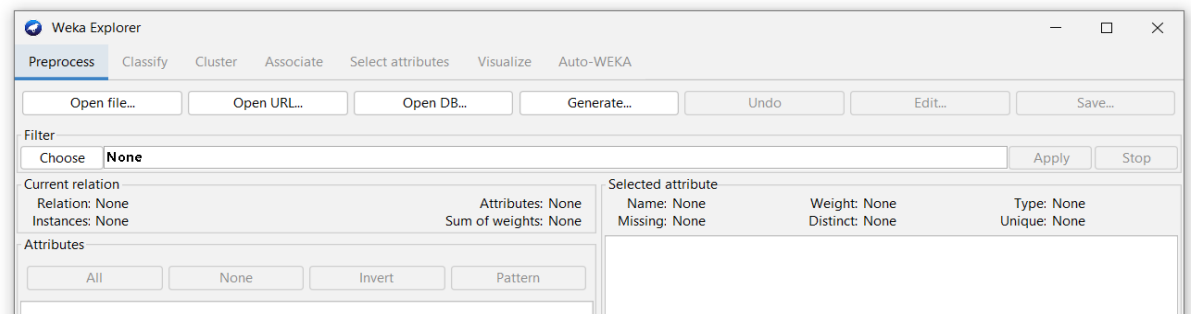 Weka Explorer
Preprocess Classify Cluster Associate Select attributes Visualize Auto-WEKA
Open file... Open URL... Open DB... Generate... Undo Edit... Save...
Filter
Choose None Apply Stop
Current relation
Relation: None Attributes: None
Instances: None Sum of weights: None
Selected attribute
Name: None Weight: None Type: None
Missing: None Distinct: None Unique: None
Attributes
All None Invert Pattern